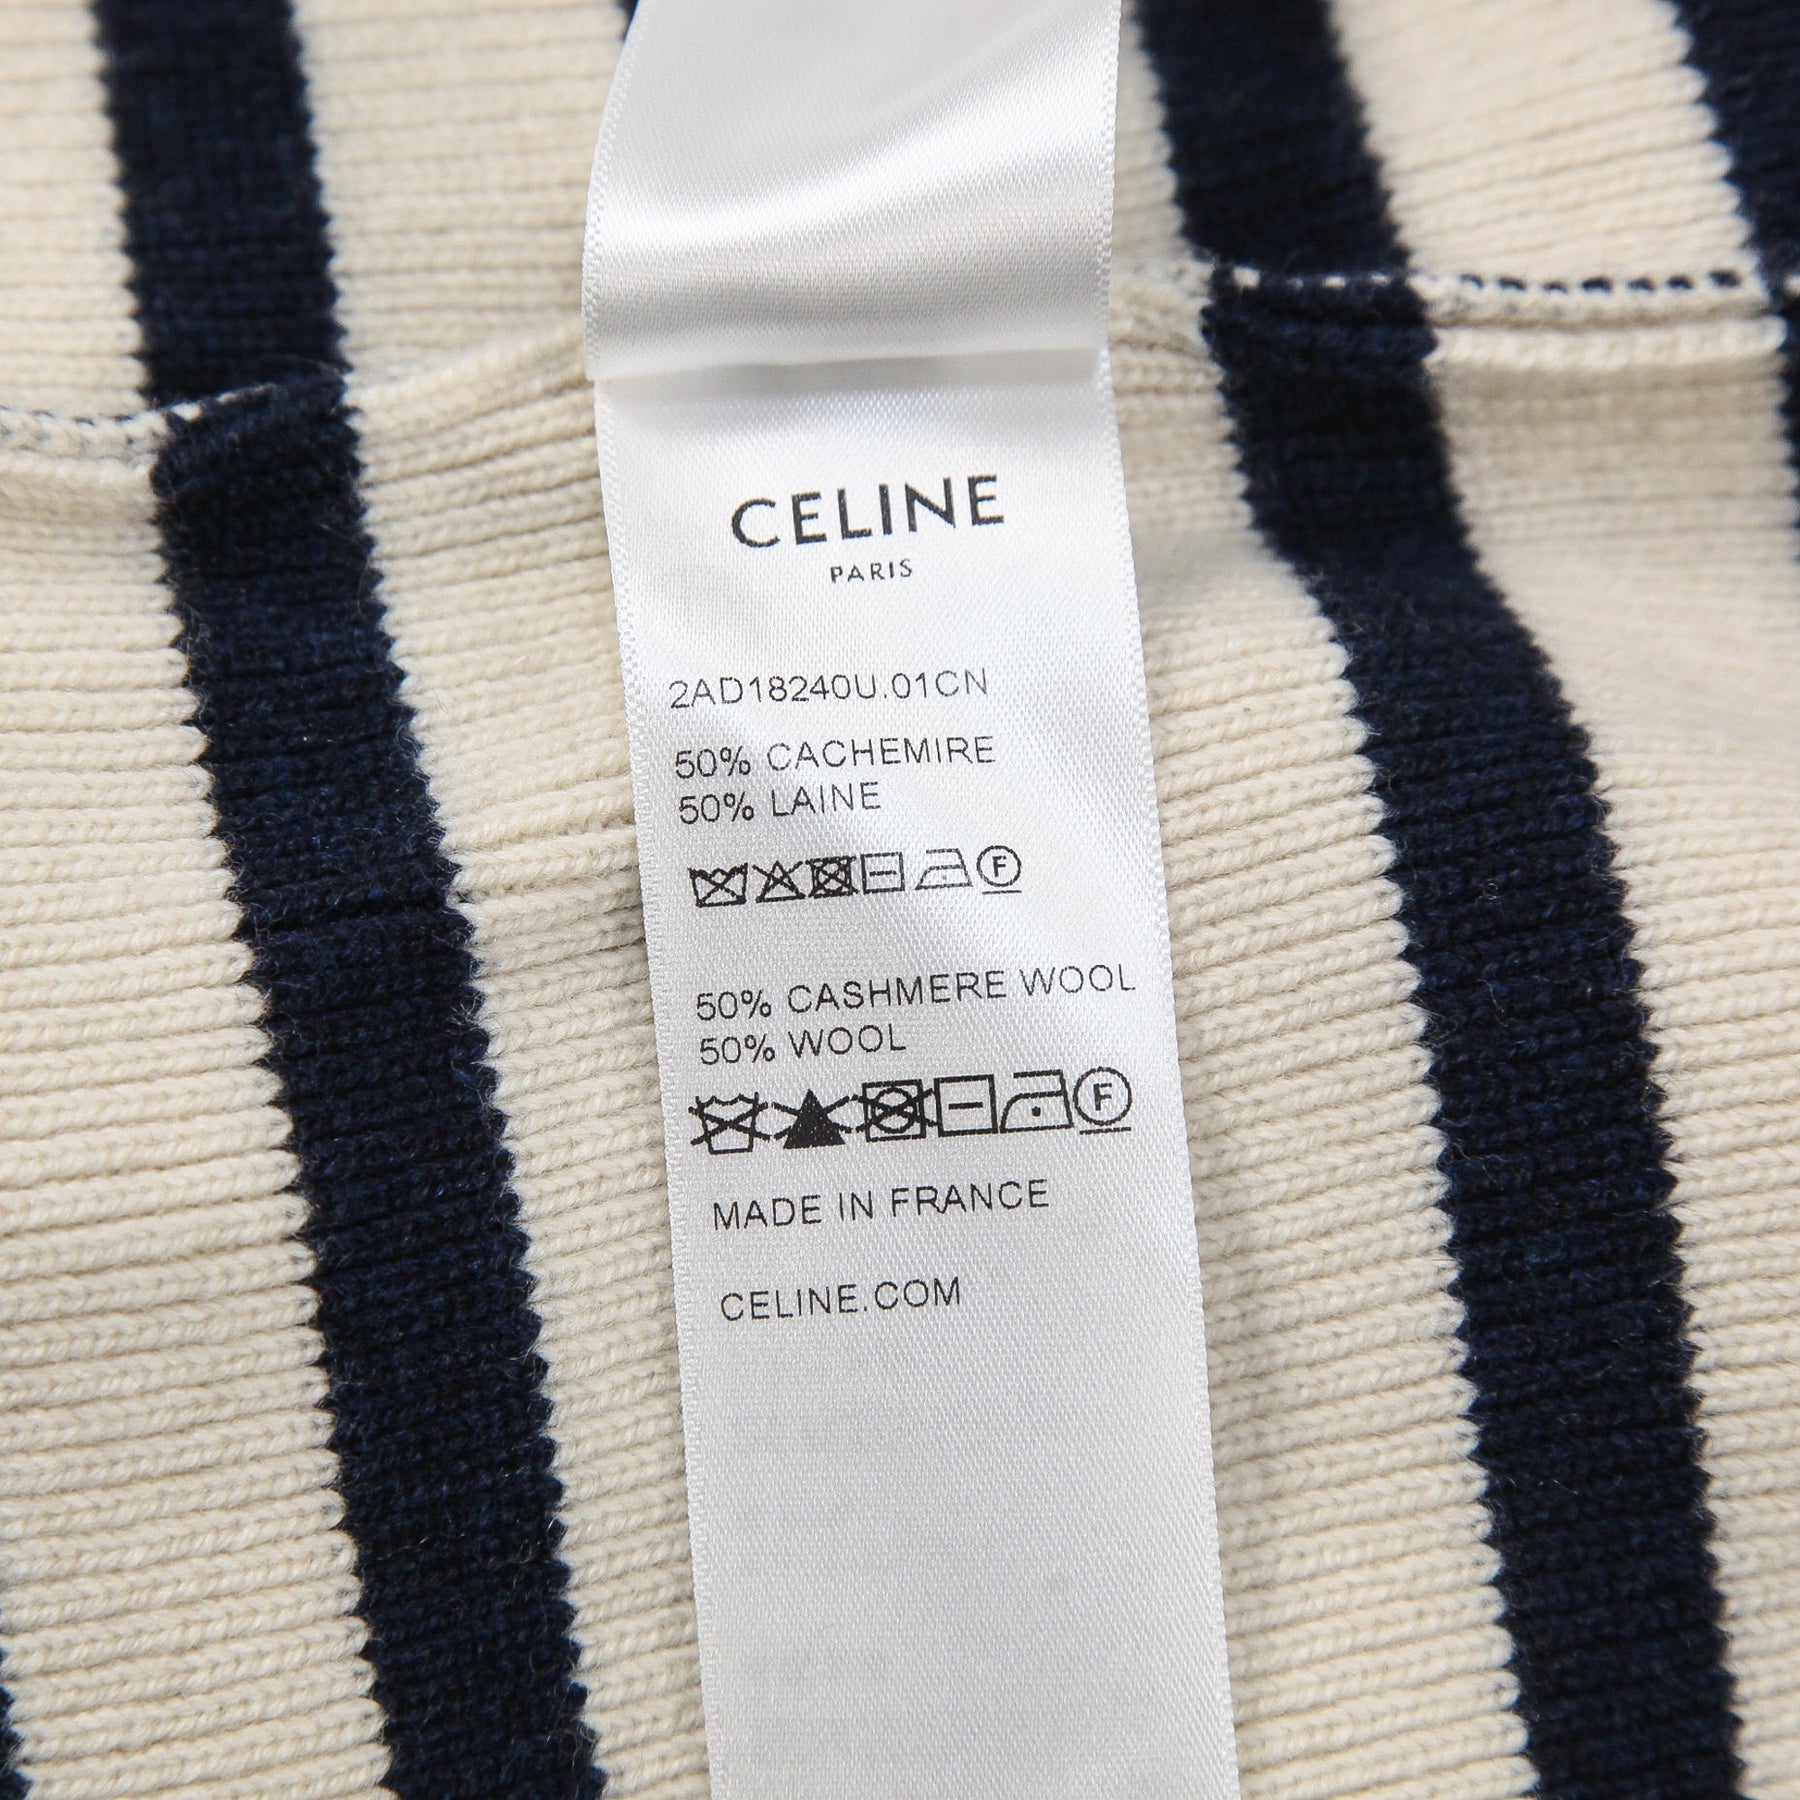 CELINE
PARIS
2AD18240U.01CN
50% CACHEMIRE
50% LAINE
F
50% CASHMERE WOOL
50% WOOL
F
MADE IN FRANCE
CELINE.COM